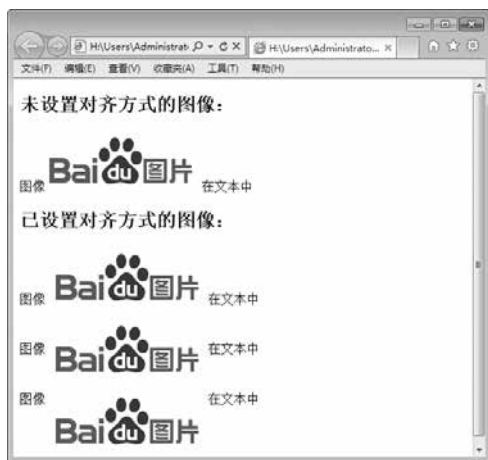 H:\Users\Administrati
H:\Users\Administrato...
文件(F) 编辑(E) 查看(V) 收藏夹(A) 工具(T) 帮助(H)
未设置对齐方式的图像：
图像 Bai du 图片 在文本中
已设置对齐方式的图像：
图像 Bai du 图片 在文本中
图像 Bai du 图片 在文本中
图像 Bai du 图片 在文本中